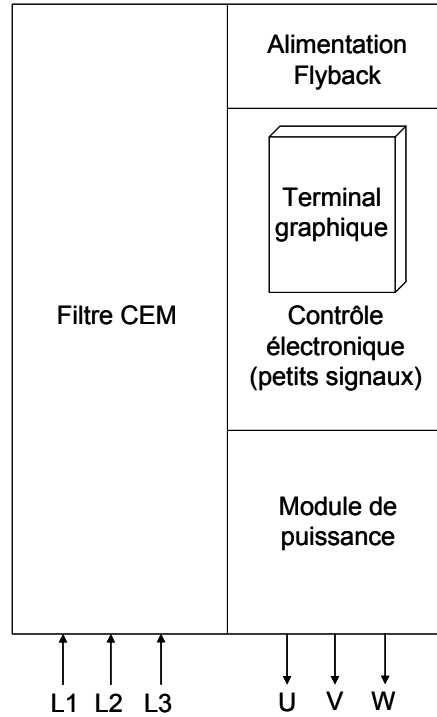 Alimentation
Flyback
Terminal
graphique
Filtre CEM
Contrôle
électronique
(petits signaux)
Module de
puissance
L1 L2 L3 U V W